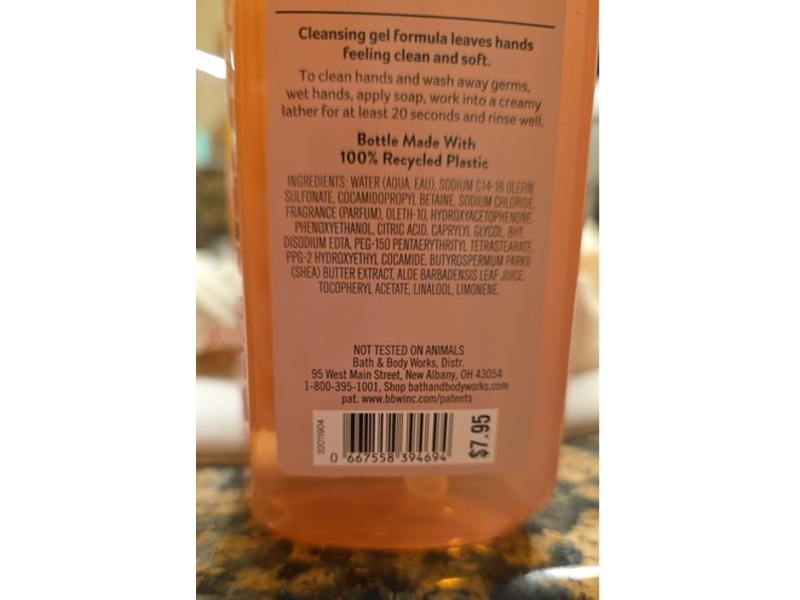 Cleansing gel formula leaves hands
feeling clean and soft.
To clean hands and wash away germs,
wet hands, apply soap, work into a creamy
lather for at least 20 seconds and rinse well.
Bottle Made With
100% Recycled Plastic
INGREDIENTS: WATER (AQUA, EAU), SODIUM C14-16 OLEFIN
SULFONATE, COCAMIDOPROPYL BETAINE, SODIUM CHLORIDE,
FRAGRANCE (PARFUM), OLETH-10, HYDROXYACETOPHENONE,
PHENOXYETHANOL, CITRIC ACID, CAPRYLYL GLYCOL, BHT,
DISODIUM EDTA, PEG-150 PENTAERYTHRITYL TETRASTEARATE,
PPG-2 HYDROXYETHYL COCAMIDE, BUTYROSPERMUM PARKII
(SHEA) BUTTER EXTRACT, ALOE BARBADENSIS LEAF JUICE,
TOCOPHERYL ACETATE, LINALOOL, LIMONENE.
NOT TESTED ON ANIMALS
Bath & Body Works, Distr.
95 West Main Street, New Albany, OH 43054
1-800-395-1001, Shop bathandbodyworks.com
pat. www.bbwinc.com/patents
32011904
0 667558 394694
$7.95